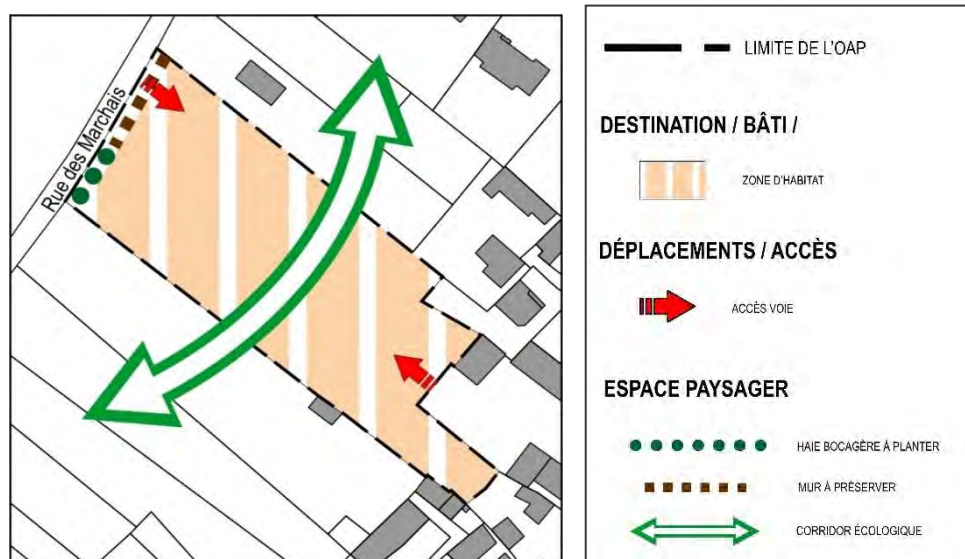 Rue des Marchais
LIMITE DE L'OAP
DESTINATION / BÂTI /
ZONE D'HABITAT
DÉPLACEMENTS / ACCÈS
ACCÈS VOIE
ESPACE PAYSAGER
HAIE BOCAGÈRE À PLANTER
MUR À PRÉSERVER
CORRIDOR ÉCOLOGIQUE